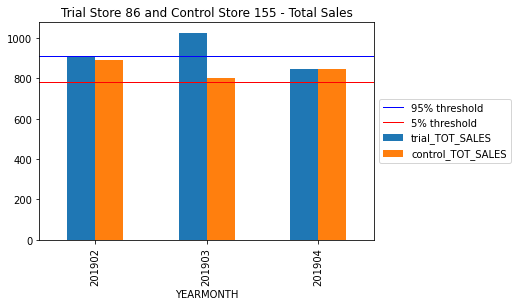 Trial Store 86 and Control Store 155 - Total Sales
1000
800
600
400
200
0
201902
201903
201904
YEARMONTH
95% threshold
5% threshold
trial_TOT_SALES
control_TOT_SALES